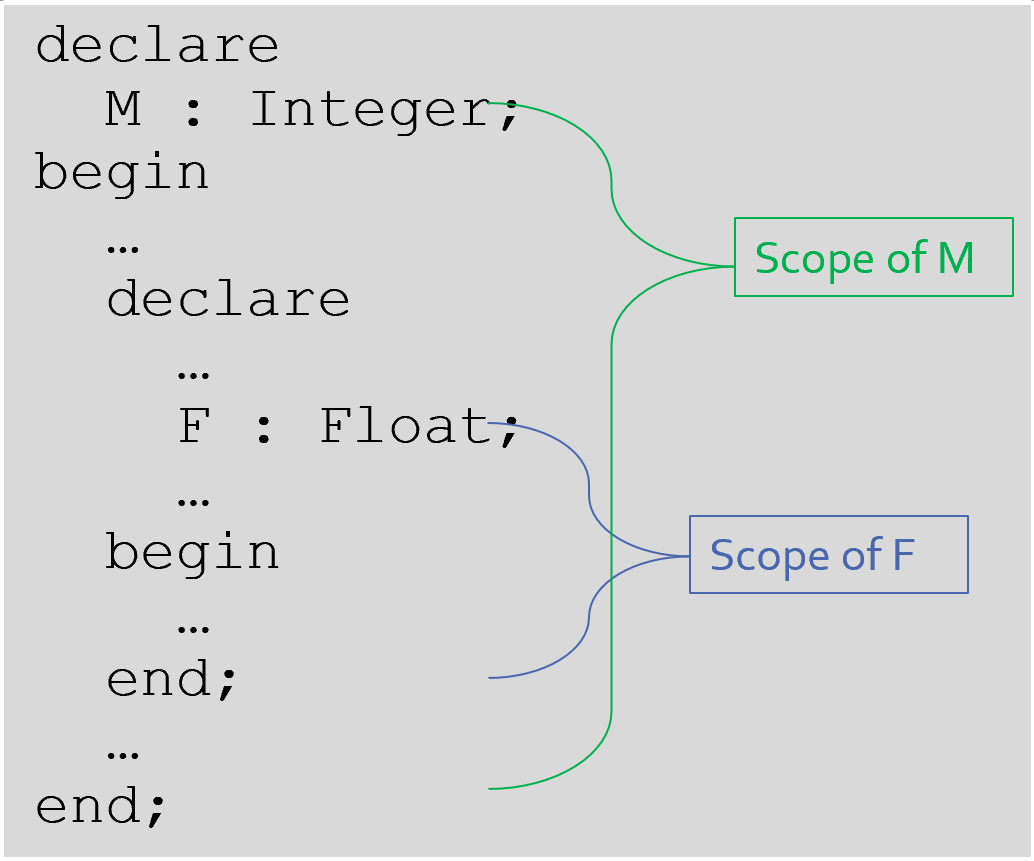 declare
M : Integer;
begin
…
Scope of M
declare
…
F : Float;
…
begin
Scope of F
…
end;
…
end;